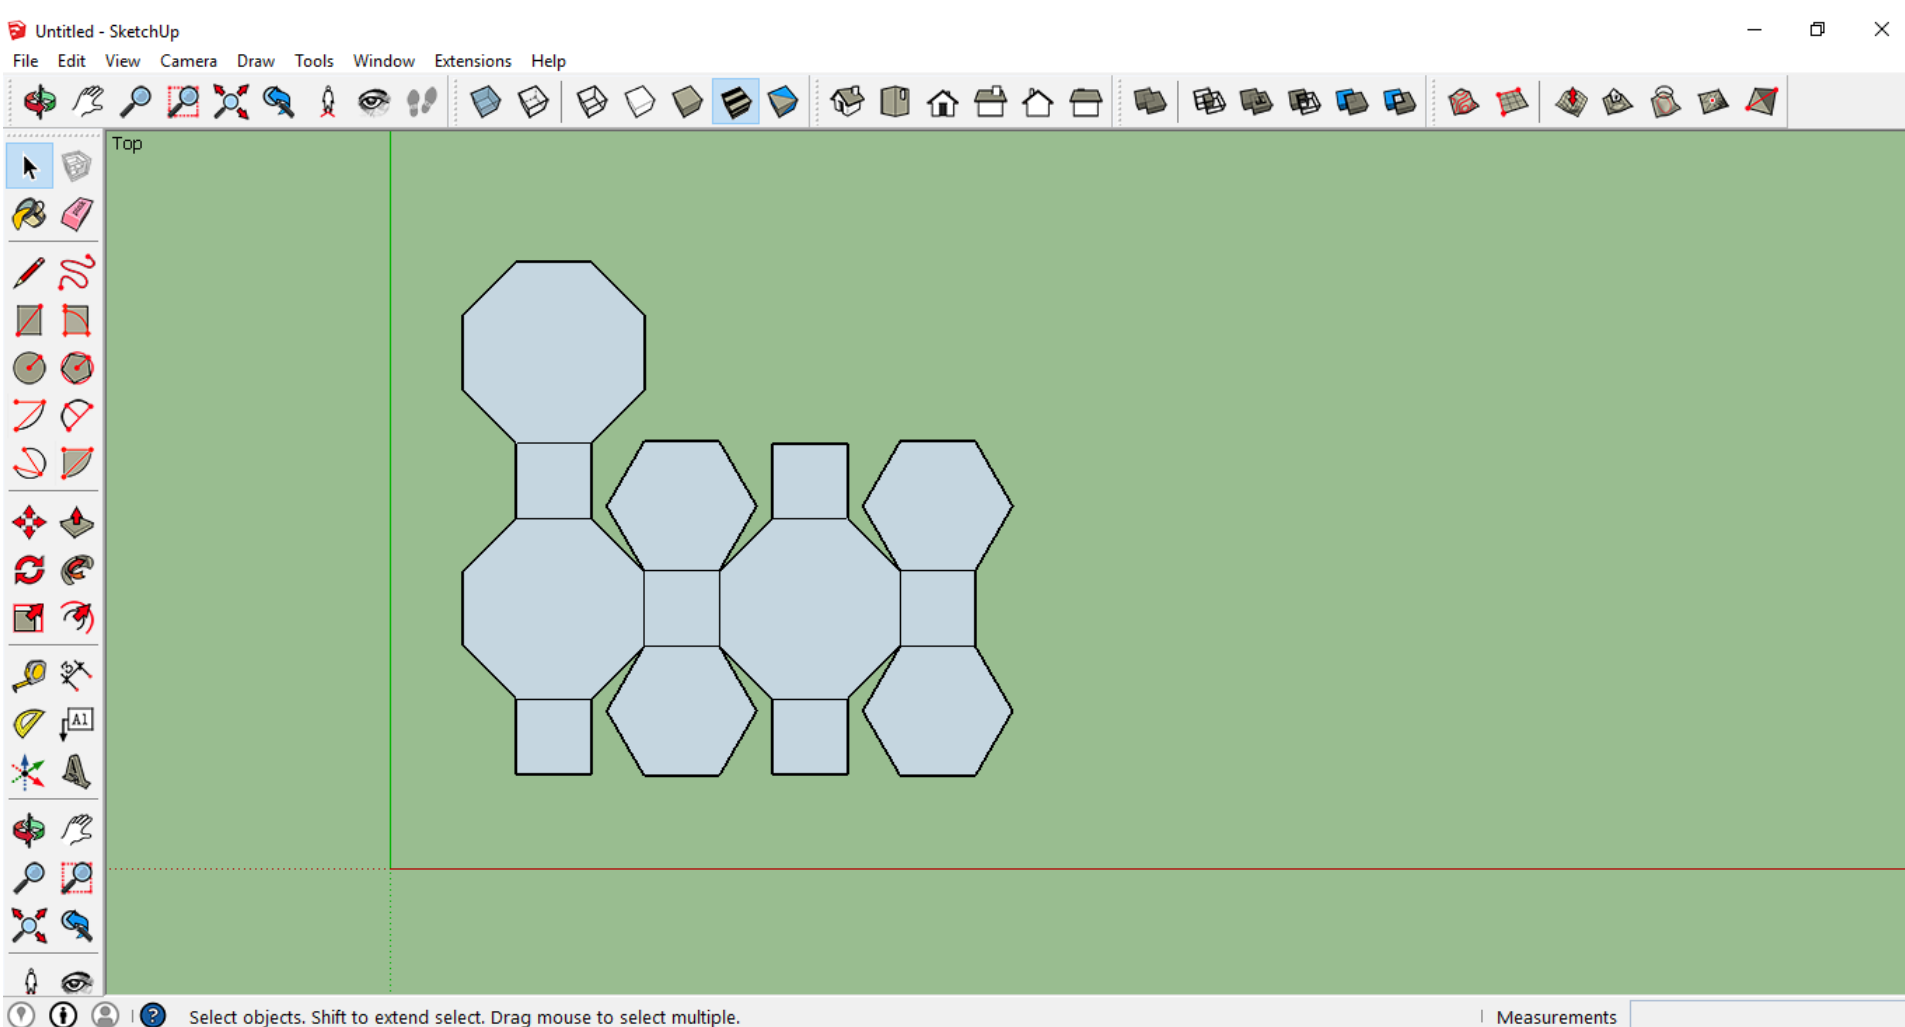 Untitled - SketchUp
File Edit View Camera Draw Tools Window Extensions Help
Top
A1
Select objects. Shift to extend select. Drag mouse to select multiple.
Measurements